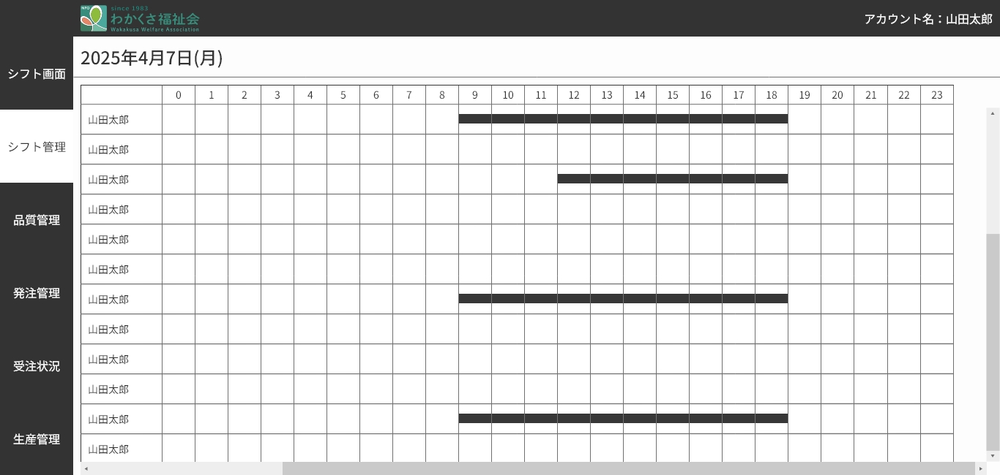 NPO
since 1983
わかくさ福祉会
Wakakusa Welfare Association
アカウント名：山田太郎
シフト画面
シフト管理
品質管理
発注管理
受注状況
生産管理
2025年4月7日(月)
0 1 2 3 4 5 6 7 8 9 10 11 12 13 14 15 16 17 18 19 20 21 22 23
山田太郎
山田太郎
山田太郎
山田太郎
山田太郎
山田太郎
山田太郎
山田太郎
山田太郎
山田太郎
山田太郎
山田太郎